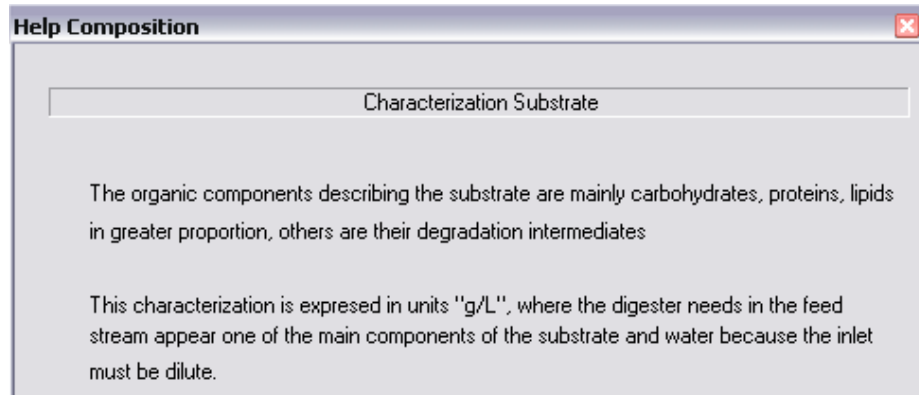 Help Composition
Characterization Substrate
The organic components describing the substrate are mainly carbohydrates, proteins, lipids
in greater proportion, others are their degradation intermediates
This characterization is expresed in units "g/L", where the digester needs in the feed
stream appear one of the main components of the substrate and water because the inlet
must be dilute.